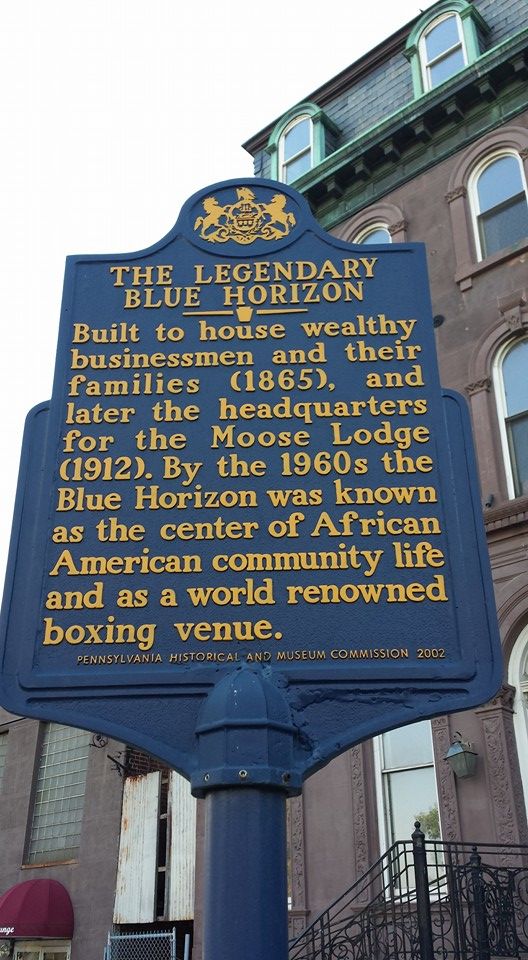 THE LEGENDARY
BLUE HORIZON
Built to house wealthy
businessmen and their
families (1865), and
later the headquarters
for the Moose Lodge
(1912). By the 1960s the
Blue Horizon was known
as the center of African
American community life
and as a world renowned
boxing venue.
PENNSYLVANIA HISTORICAL AND MUSEUM COMMISSION 2002